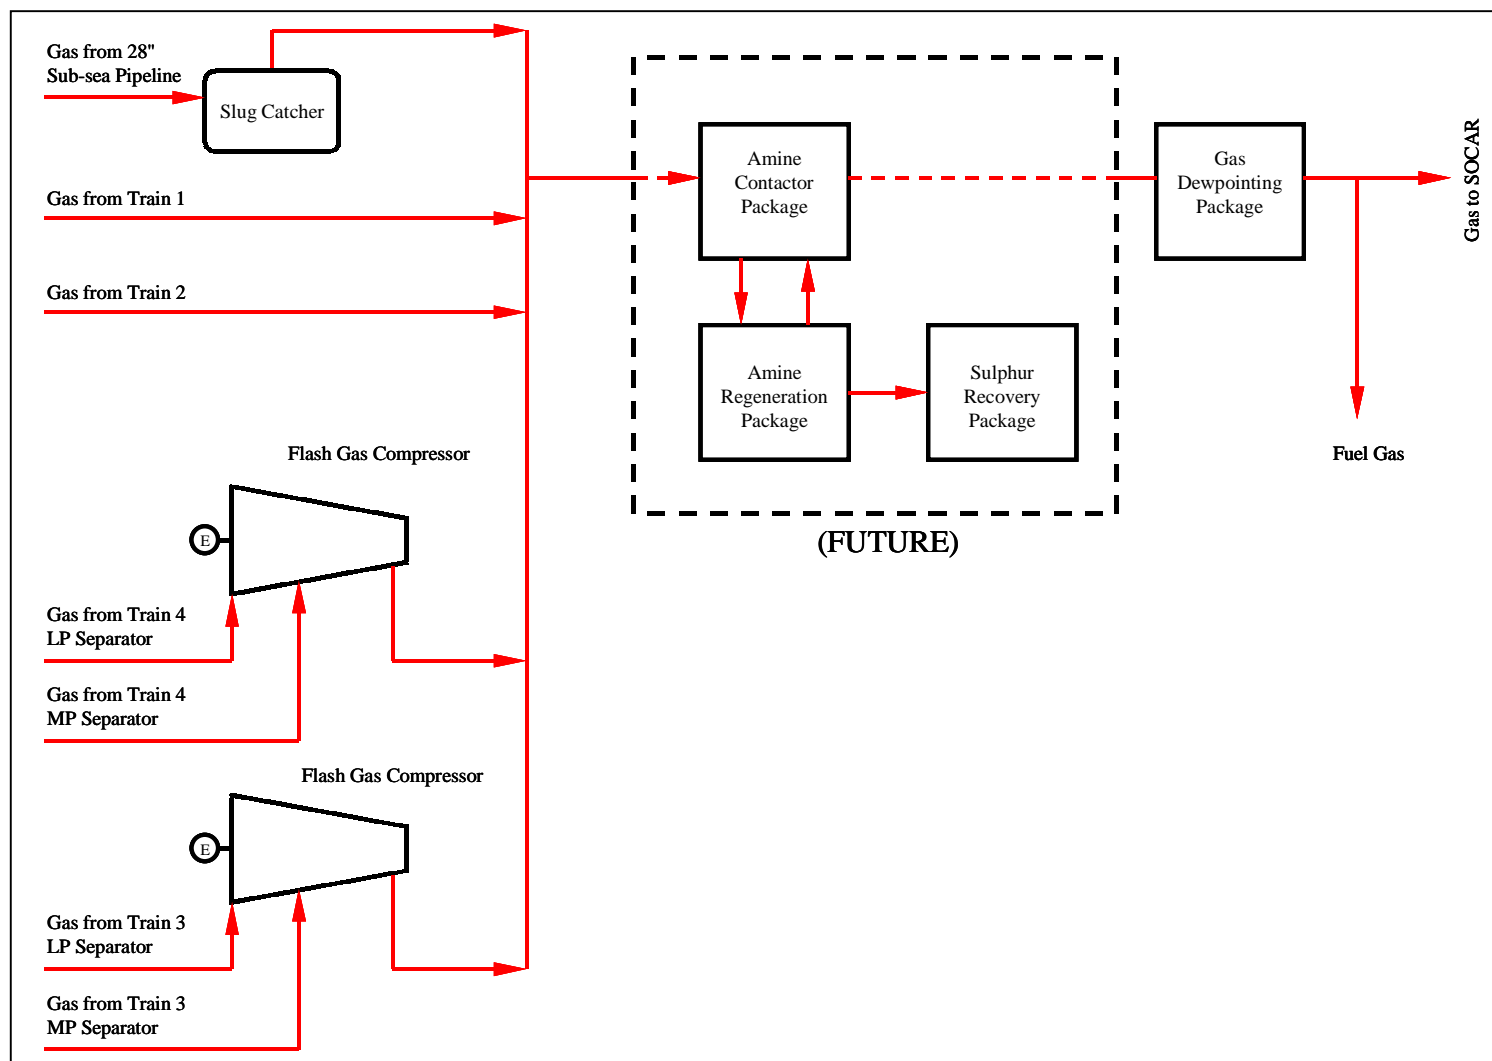 Gas from 28"
Sub-sea Pipeline
Slug Catcher
Gas from Train 1
Gas from Train 2
Flash Gas Compressor
E
Gas from Train 4
LP Separator
Gas from Train 4
MP Separator
Flash Gas Compressor
E
Gas from Train 3
LP Separator
Gas from Train 3
MP Separator
Amine
Contactor
Package
Amine
Regeneration
Package
Sulphur
Recovery
Package
(FUTURE)
Gas
Dewpointing
Package
Gas to SOCAR
Fuel Gas